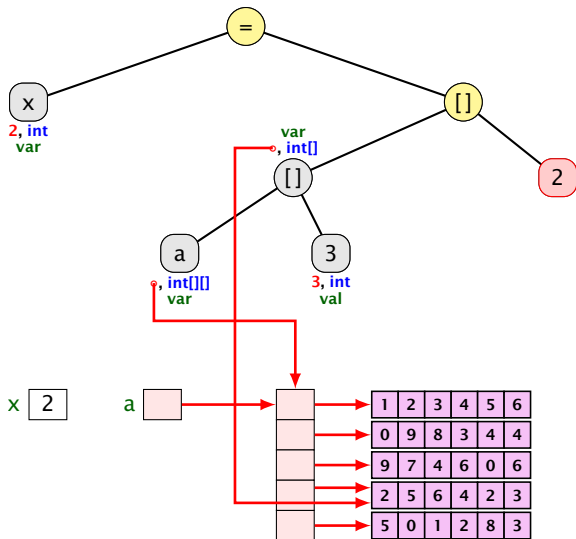 =
x
[]
2, int
var
var
, int[]
[]
2
a
3
, int[][]
var
3, int
val
x 2 a
1 2 3 4 5 6
0 9 8 3 4 4
9 7 4 6 0 6
2 5 6 4 2 3
5 0 1 2 8 3